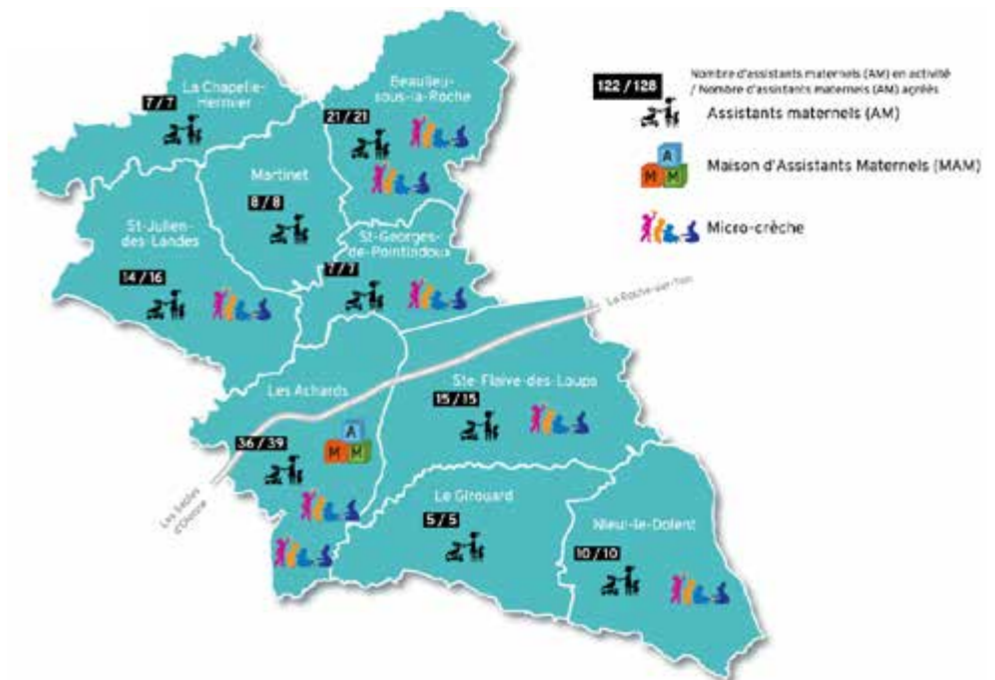 La Chapelle-
Hermier
7 / 7
Beaulieu-
sous-la-Roche
21 / 21
122 / 128
Nombre d'assistants maternels (AM) en activité
/ Nombre d'assistants maternels (AM) agréés
Assistants maternels (AM)
A
M M
Maison d'Assistants Maternels (MAM)
Micro-crèche
Martinet
8 / 8
St-Julien-
des-Landes
14 / 16
St-Georges-
de-Pointindoux
7 / 7
La Roche-sur-Yon
Les Achards
36 / 39
A
M M
Ste-Flaive-des-Loups
15 / 15
Les Sables
d'Olonne
Le Girouard
5 / 5
Nieul-le-Dolent
10 / 10